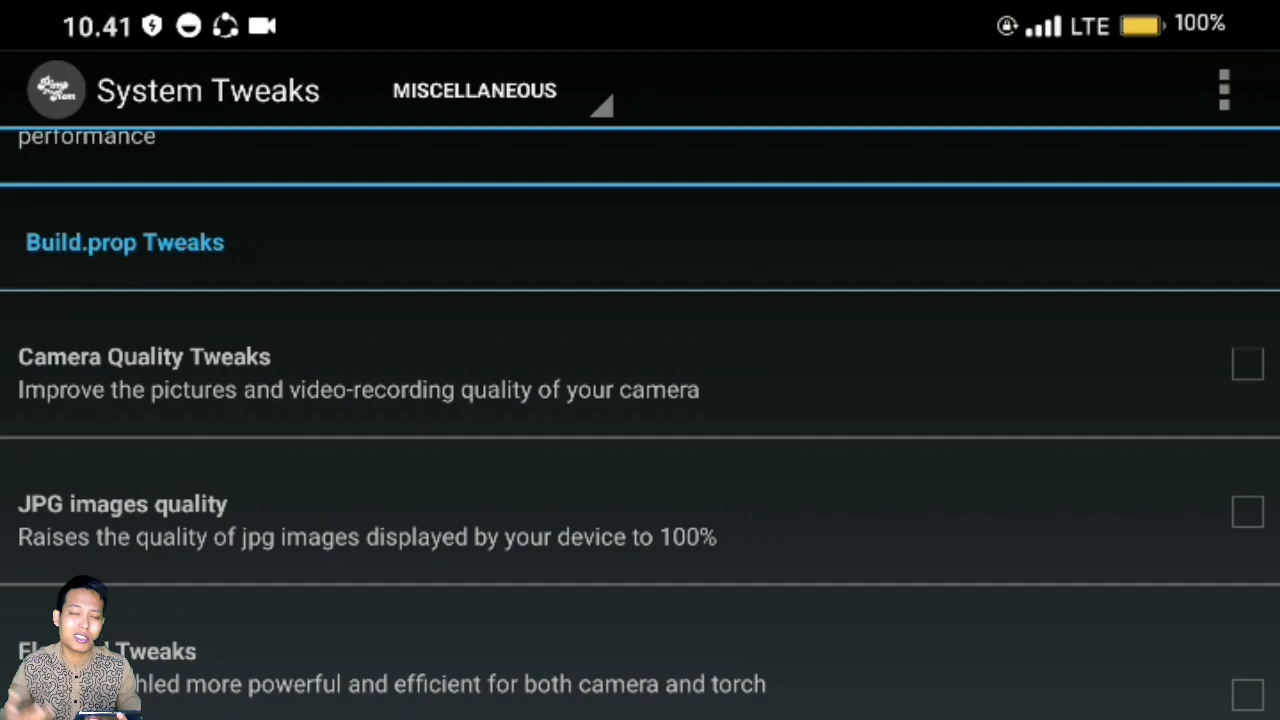 10.41
LTE 100%
System Tweaks
MISCELLANEOUS
performance
Build.prop Tweaks
Camera Quality Tweaks
Improve the pictures and video-recording quality of your camera
JPG images quality
Raises the quality of jpg images displayed by your device to 100%
Tweaks
more powerful and efficient for both camera and torch